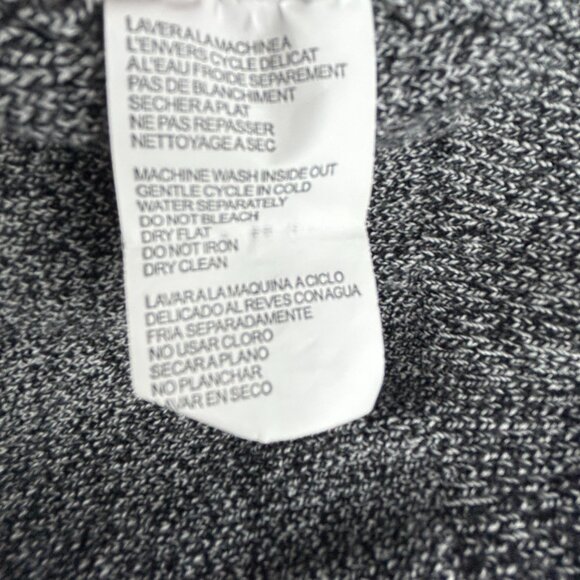 LAVER A LA MACHINE A
L'ENVERS CYCLE DELICAT
A L'EAU FROIDE SEPAREMENT
PAS DE BLANCHIMENT
SECHER A PLAT
NE PAS REPASSER
NETTOYAGE A SEC
MACHINE WASH INSIDE OUT
GENTLE CYCLE IN COLD
WATER SEPARATELY
DO NOT BLEACH
DRY FLAT
DO NOT IRON
DRY CLEAN
LAVAR A LA MAQUINA A CICLO
DELICADO AL REVES CON AGUA
FRIA SEPARADAMENTE
NO USAR CLORO
SECAR A PLANO
NO PLANCHAR
LAVAR EN SECO